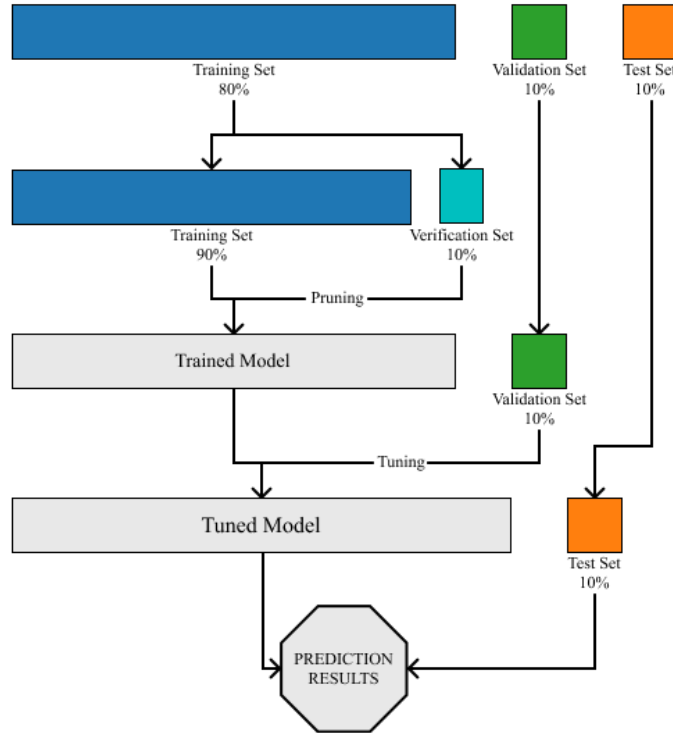 Training Set
80%
Validation Set
10%
Test Set
10%
Training Set
90%
Verification Set
10%
Pruning
Trained Model
Validation Set
10%
Tuning
Tuned Model
Test Set
10%
PREDICTION
RESULTS